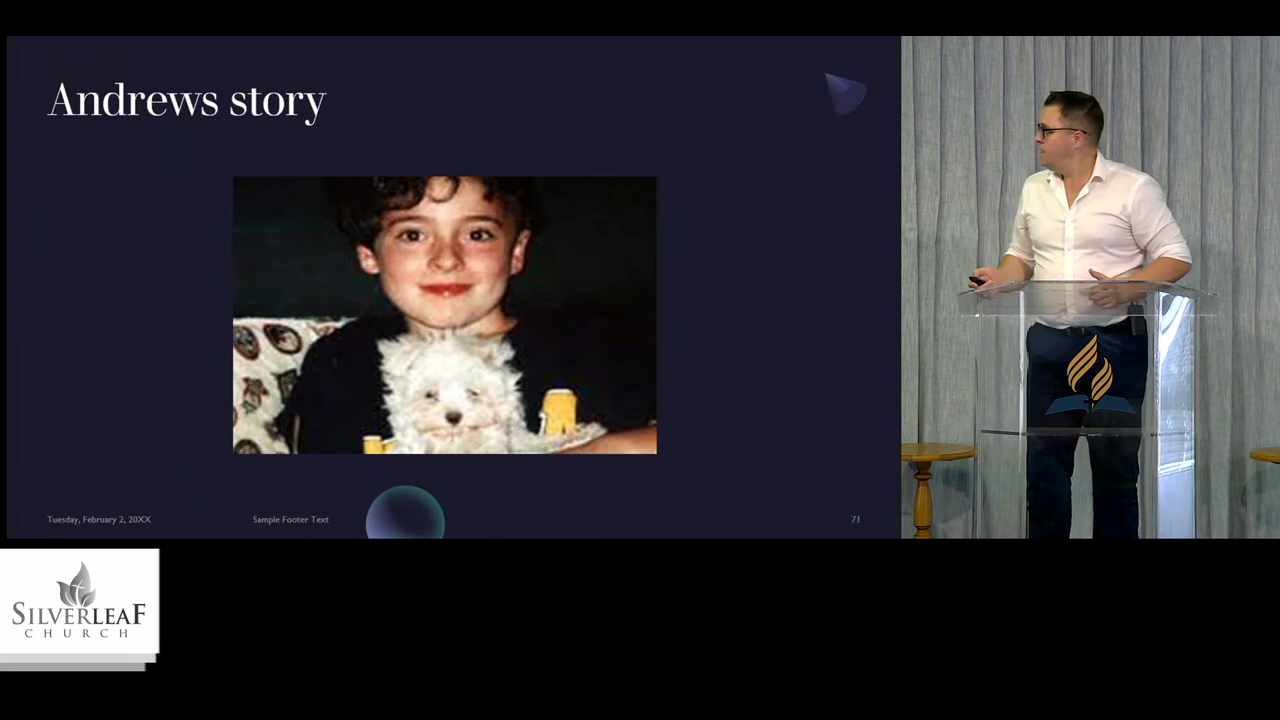 Andrews story
Tuesday, February 2, 20XX
Sample Footer Text
71
SILVERLEAF
CHURCH